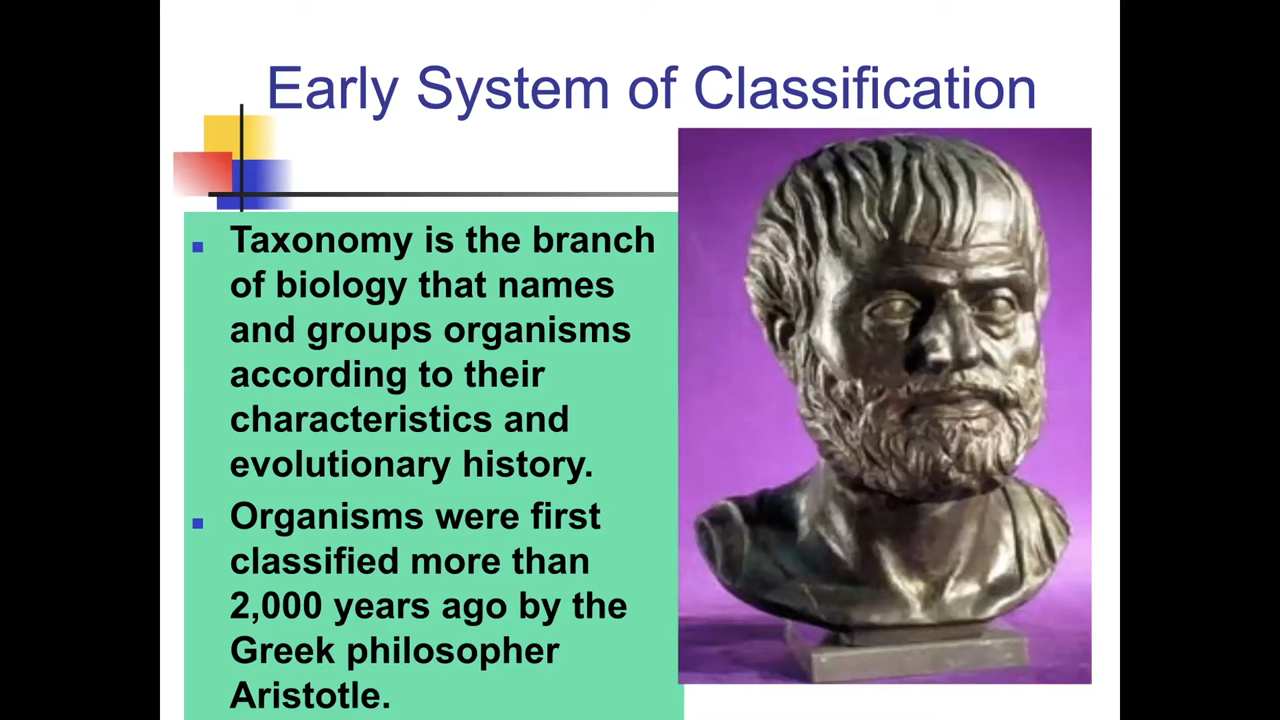 Early System of Classification
Taxonomy is the branch
of biology that names
and groups organisms
according to their
characteristics and
evolutionary history.
Organisms were first
classified more than
2,000 years ago by the
Greek philosopher
Aristotle.